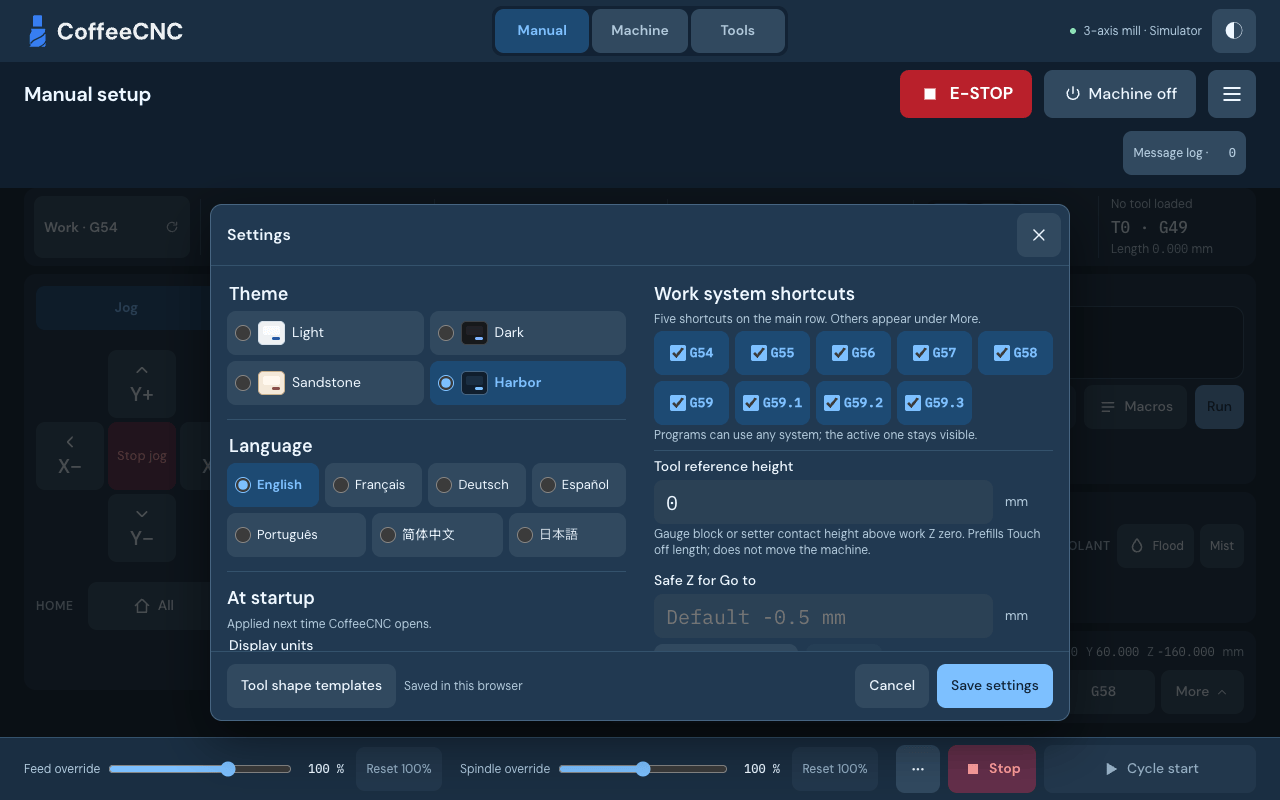 CoffeeCNC
Manual
Machine
Tools
3-axis mill · Simulator
Manual setup
E-STOP
Machine off
Message log · 0
Work · G54
No tool loaded
T0 · G49
Length 0.000 mm
Jog
Y+
X−
Stop jog
X
Y−
HOME
All
Macros
Run
OLANT
Flood
Mist
0 Y 60.000 Z -160.000 mm
G58
More
Settings
Theme
Light
Dark
Sandstone
Harbor
Language
English
Français
Deutsch
Español
Português
简体中文
日本語
At startup
Applied next time CoffeeCNC opens.
Display units
Work system shortcuts
Five shortcuts on the main row. Others appear under More.
G54
G55
G56
G57
G58
G59
G59.1
G59.2
G59.3
Programs can use any system; the active one stays visible.
Tool reference height
0
mm
Gauge block or setter contact height above work Z zero. Prefills Touch
off length; does not move the machine.
Safe Z for Go to
Default -0.5 mm
mm
Tool shape templates
Saved in this browser
Cancel
Save settings
Feed override
100 %
Reset 100%
Spindle override
100 %
Reset 100%
...
Stop
Cycle start